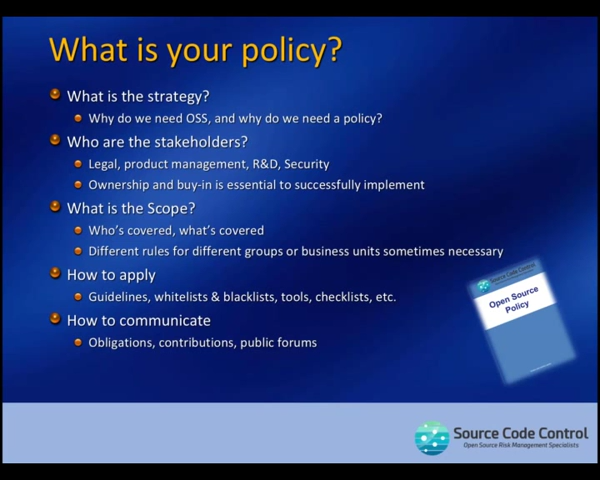 What is your policy?
What is the strategy?
Why do we need OSS, and why do we need a policy?
Who are the stakeholders?
Legal, product management, R&D, Security
Ownership and buy-in is essential to successfully implement
What is the Scope?
Who's covered, what's covered
Different rules for different groups or business units sometimes necessary
How to apply
Guidelines, whitelists & blacklists, tools, checklists, etc.
How to communicate
Obligations, contributions, public forums
Source Code Control
Open Source
Policy
Source Code Control
Open Source Risk Management Specialists